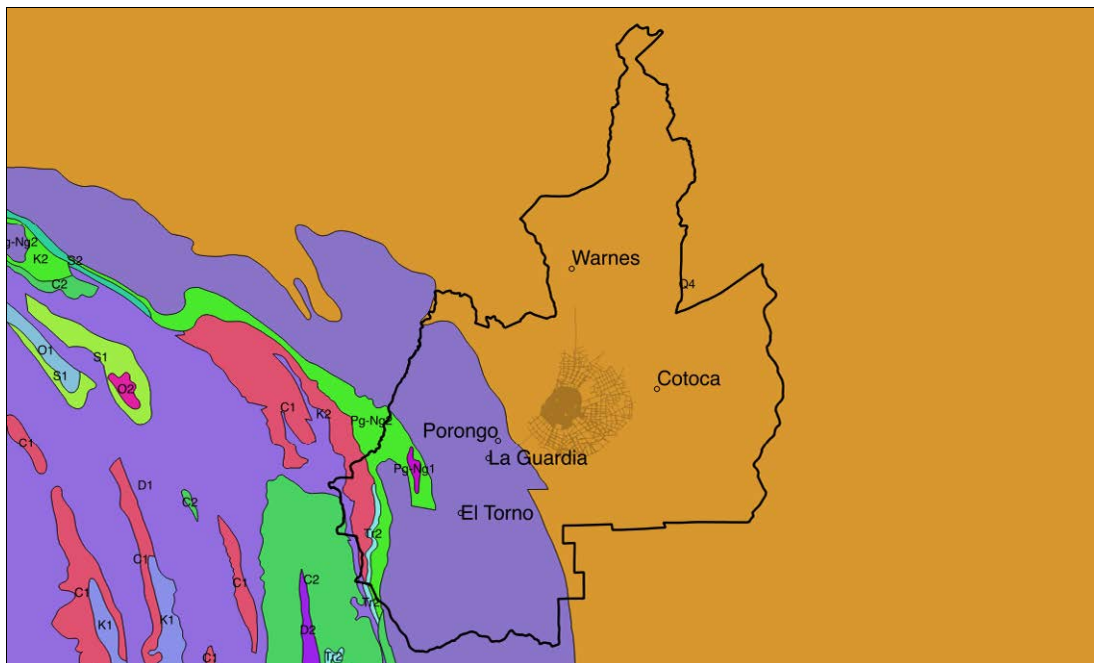 g-Ng2
K2
S2
C2
Warnes
Q4
O1
S1
S1
O2
C1
K2
Cotoca
Pg-Ng2
Porongo
C1
La Guardia
Pg-Ng1
D1
C2
El Torno
Tr2
C1
C1
C1
C2
Tr2
K1
K1
D2
C1
Tr2